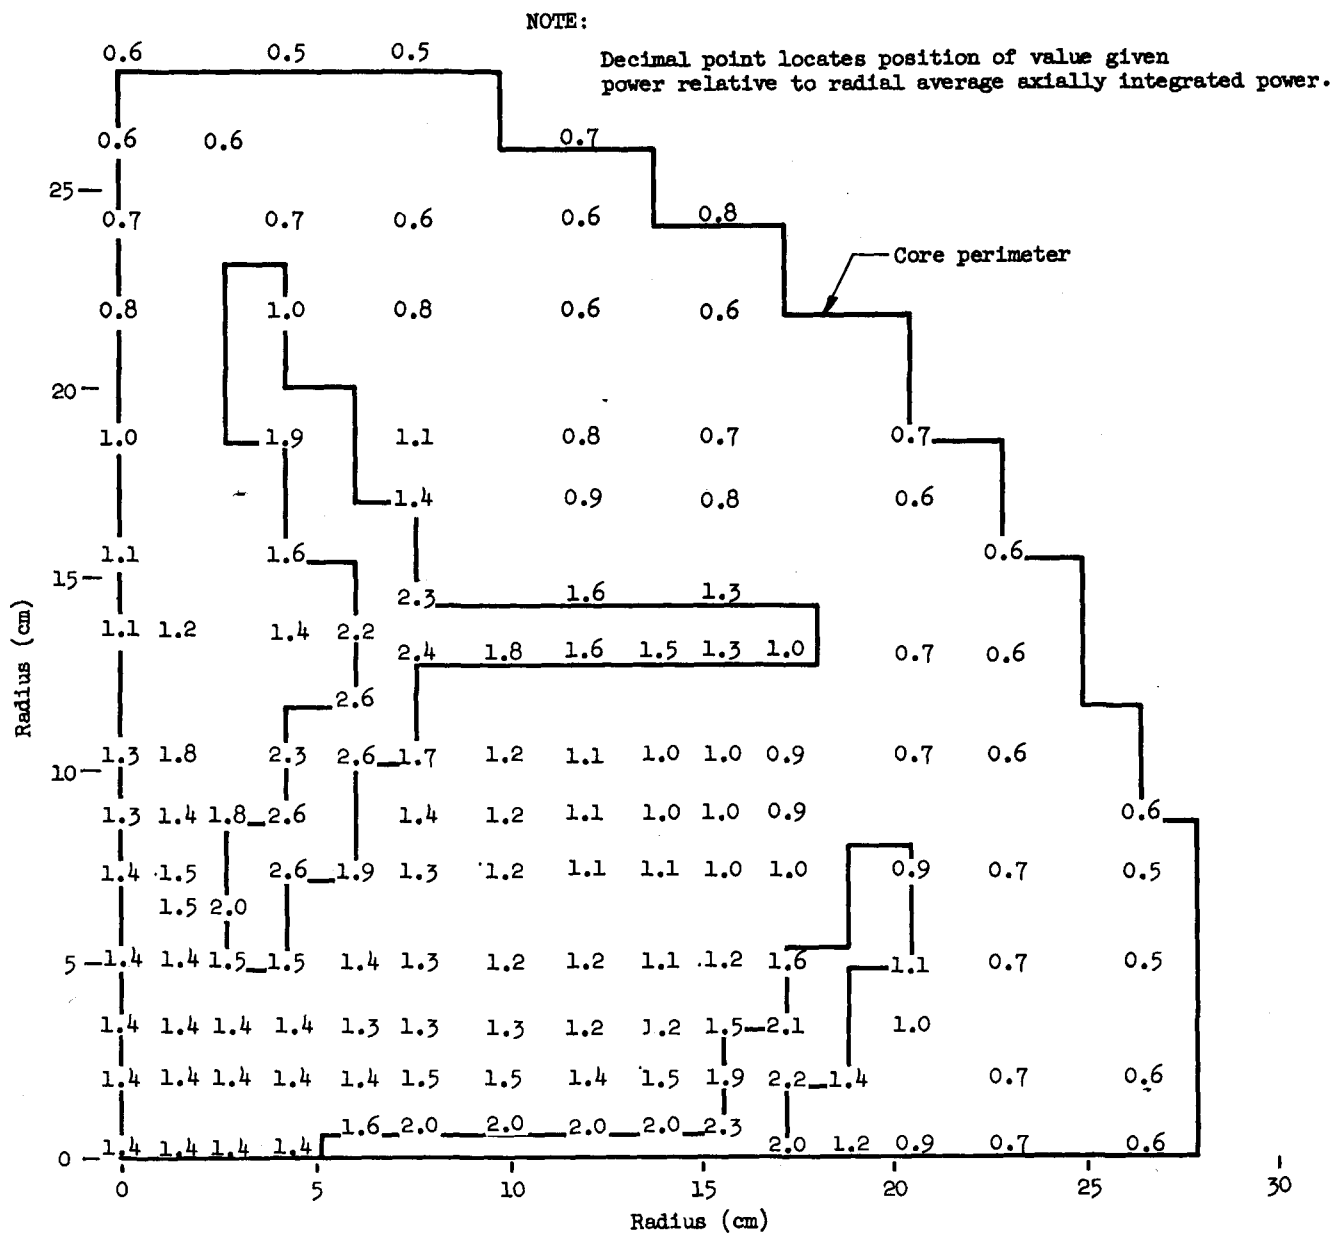 NOTE:
Decimal point locates position of value given
power relative to radial average axially integrated power.
0.6 0.5 0.5
0.6 0.6 0.7
25
0.7 0.7 0.6 0.6 0.8
Core perimeter
0.8 1.0 0.8 0.6 0.6
20
1.0 1.9 1.1 0.8 0.7 0.7
1.4 0.9 0.8 0.6
1.1 1.6 0.6
15
2.3 1.6 1.3
1.1 1.2 1.4 2.2
2.4 1.8 1.6 1.5 1.3 1.0 0.7 0.6
2.6
1.3 1.8 2.3 2.6 1.7 1.2 1.1 1.0 1.0 0.9 0.7 0.6
10
1.3 1.4 1.8 2.6 1.4 1.2 1.1 1.0 1.0 0.9 0.6
1.4 1.5 2.6 1.9 1.3 1.2 1.1 1.1 1.0 1.0 0.9 0.7 0.5
1.5 2.0
5 1.4 1.4 1.5 1.5 1.4 1.3 1.2 1.2 1.1 1.2 1.6 1.1 0.7 0.5
1.4 1.4 1.4 1.4 1.3 1.3 1.3 1.2 1.2 1.5 2.1 1.0
1.4 1.4 1.4 1.4 1.4 1.5 1.5 1.4 1.5 1.9 2.2 1.4 0.7 0.6
1.6 2.0 2.0 2.0 2.0 2.3
0 1.4 1.4 1.4 1.4 2.0 1.2 0.9 0.7 0.6
0 5 10 15 20 25 30
Radius (cm)
Radius (cm)